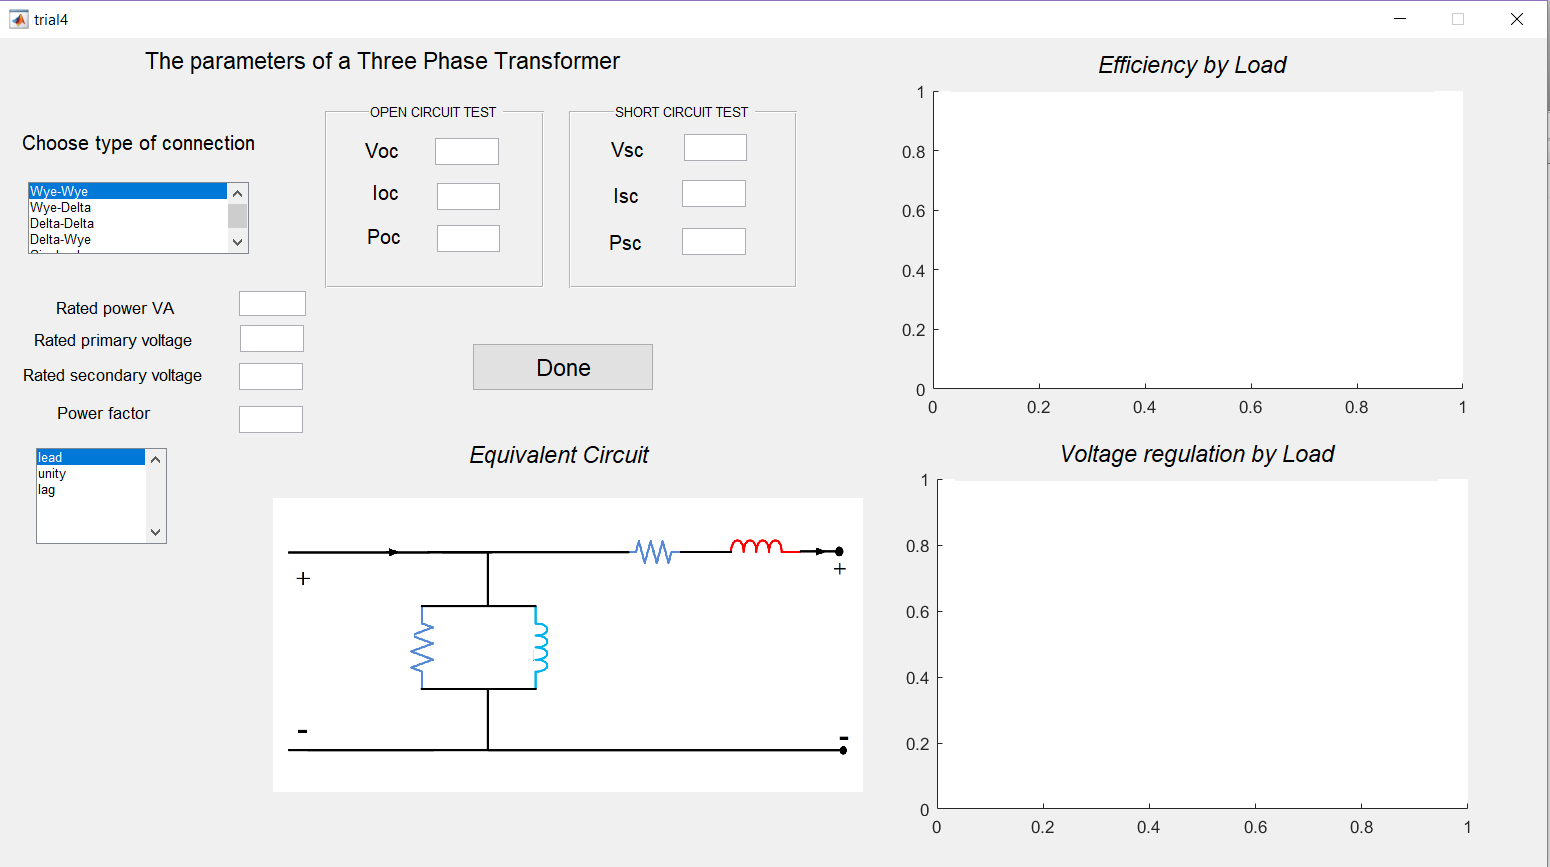 trial4
The parameters of a Three Phase Transformer
Choose type of connection
Wye-Wye
Wye-Delta
Delta-Delta
Delta-Wye
OPEN CIRCUIT TEST
Voc
Ioc
Poc
SHORT CIRCUIT TEST
Vsc
Isc
Psc
Rated power VA
Rated primary voltage
Rated secondary voltage
Power factor
lead
unity
lag
Done
Equivalent Circuit
+
+
-
-
Efficiency by Load
1
0.8
0.6
0.4
0.2
0
0 0.2 0.4 0.6 0.8 1
Voltage regulation by Load
1
0.8
0.6
0.4
0.2
0
0 0.2 0.4 0.6 0.8 1